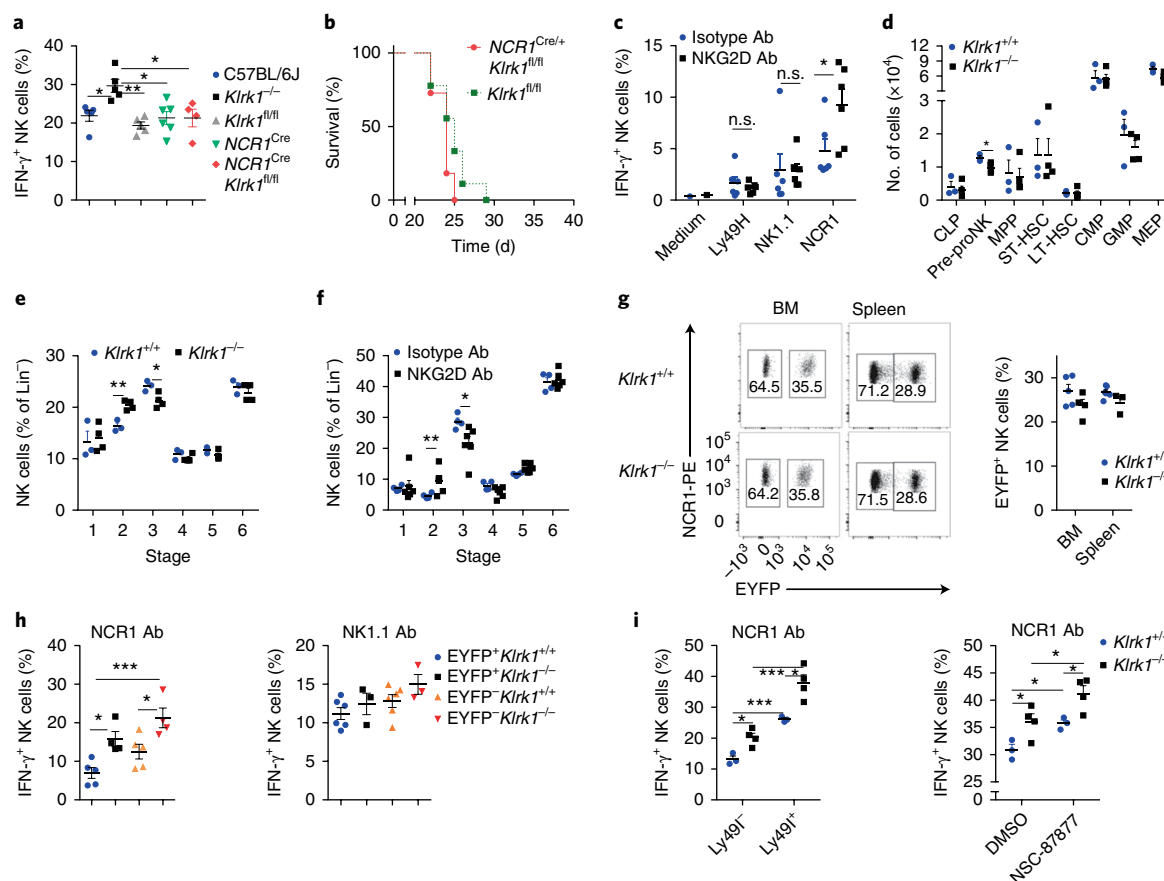 a
IFN-γ⁺ NK cells (%)
40
30
20
10
0
*
*
*
*
**
C57BL/6J
Klrk1⁻/⁻
Klrk1fl/fl
NCR1Cre
NCR1Cre
Klrk1fl/fl
b
Survival (%)
100
50
0
0 20 25 30 35 40
Time (d)
NCR1Cre/+
Klrk1fl/fl
Klrk1fl/fl
c
IFN-γ⁺ NK cells (%)
15
12
9
6
3
0
Isotype Ab
NKG2D Ab
n.s.
n.s.
*
Medium
Ly49H
NK1.1
NCR1
d
No. of cells (×10⁴)
15
12
9
6
3
2
1
0
Klrk1⁺/⁺
Klrk1⁻/⁻
*
CLP
Pre-proNK
MPP
ST-HSC
LT-HSC
CMP
GMP
MEP
e
NK cells (% of Lin⁻)
30
20
10
0
Klrk1⁺/⁺ Klrk1⁻/⁻
**
*
1 2 3 4 5 6
Stage
f
NK cells (% of Lin⁻)
50
40
30
20
10
0
Isotype Ab
NKG2D Ab
**
*
1 2 3 4 5 6
Stage
g
BM Spleen
Klrk1⁺/⁺
64.5 35.5 71.2 28.9
Klrk1⁻/⁻
64.2 35.8 71.5 28.6
NCR1-PE
10⁵
10⁴
10³
0
−10³ 0 10³ 10⁴ 10⁵
EYFP
EYFP⁺ NK cells (%)
30
20
10
0
Klrk1⁺/
Klrk1⁻/
BM
Spleen
h
NCR1 Ab
IFN-γ⁺ NK cells (%)
40
30
20
10
0
***
*
*
NK1.1 Ab
IFN-γ⁺ NK cells (%)
20
15
10
5
0
EYFP⁺Klrk1⁺/⁺
EYFP⁺Klrk1⁻/⁻
EYFP⁻Klrk1⁺/⁺
EYFP⁻Klrk1⁻/⁻
i
NCR1 Ab
IFN-γ⁺ NK cells (%)
50
40
30
20
10
0
*** *
***
*
Ly49I⁻
Ly49I⁺
NCR1 Ab
IFN-γ⁺ NK cells (%)
50
45
40
35
30
25
5
0
*
*
*
*
DMSO
NSC-87877
Klrk1⁺/
Klrk1⁻/